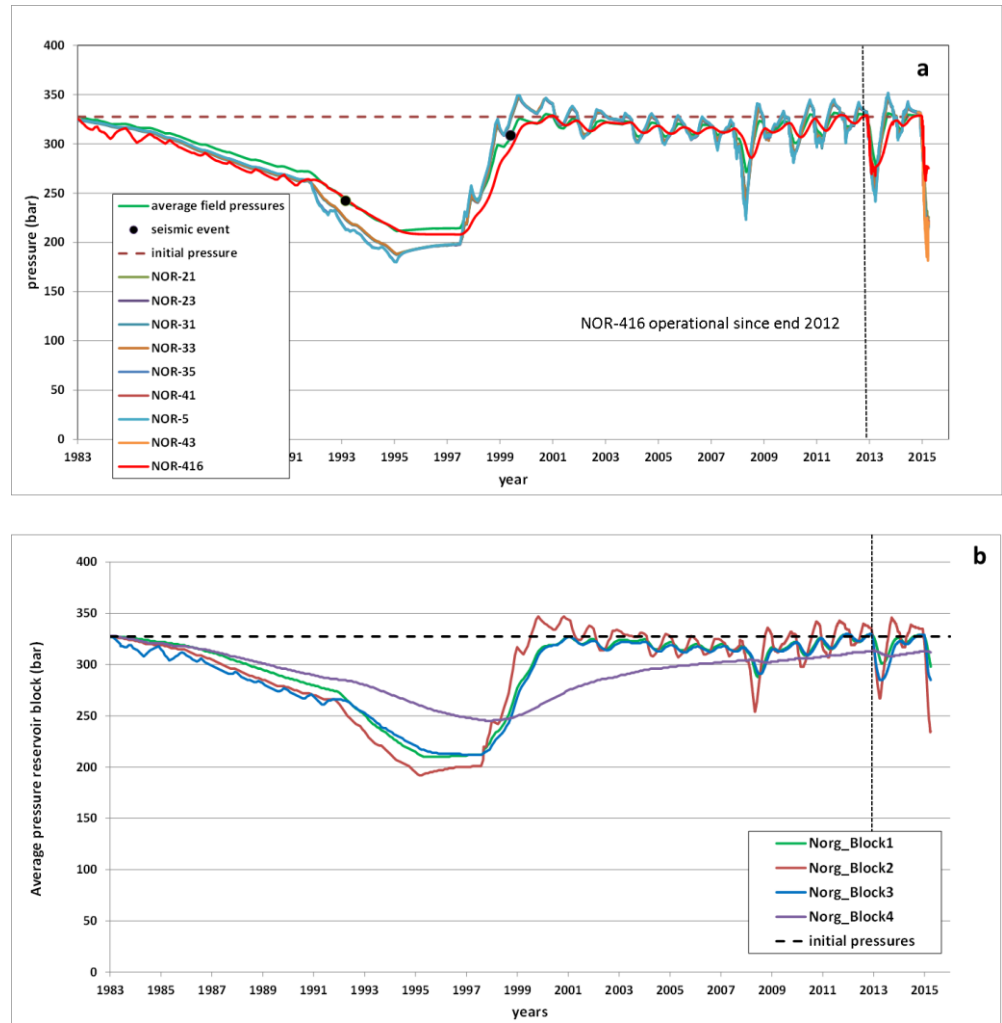 a
400
350
300
250
200
150
100
50
0
pressure (bar)
average field pressures
seismic event
initial pressure
NOR-21
NOR-23
NOR-31
NOR-33
NOR-35
NOR-41
NOR-5
NOR-43
NOR-416
NOR-416 operational since end 2012
1983 991 1993 1995 1997 1999 2001 2003 2005 2007 2009 2011 2013 2015
year
b
400
350
300
250
200
150
100
50
0
Average pressure reservoir block (bar)
Norg_Block1
Norg_Block2
Norg_Block3
Norg_Block4
initial pressures
1983 1985 1987 1989 1991 1993 1995 1997 1999 2001 2003 2005 2007 2009 2011 2013 2015
years